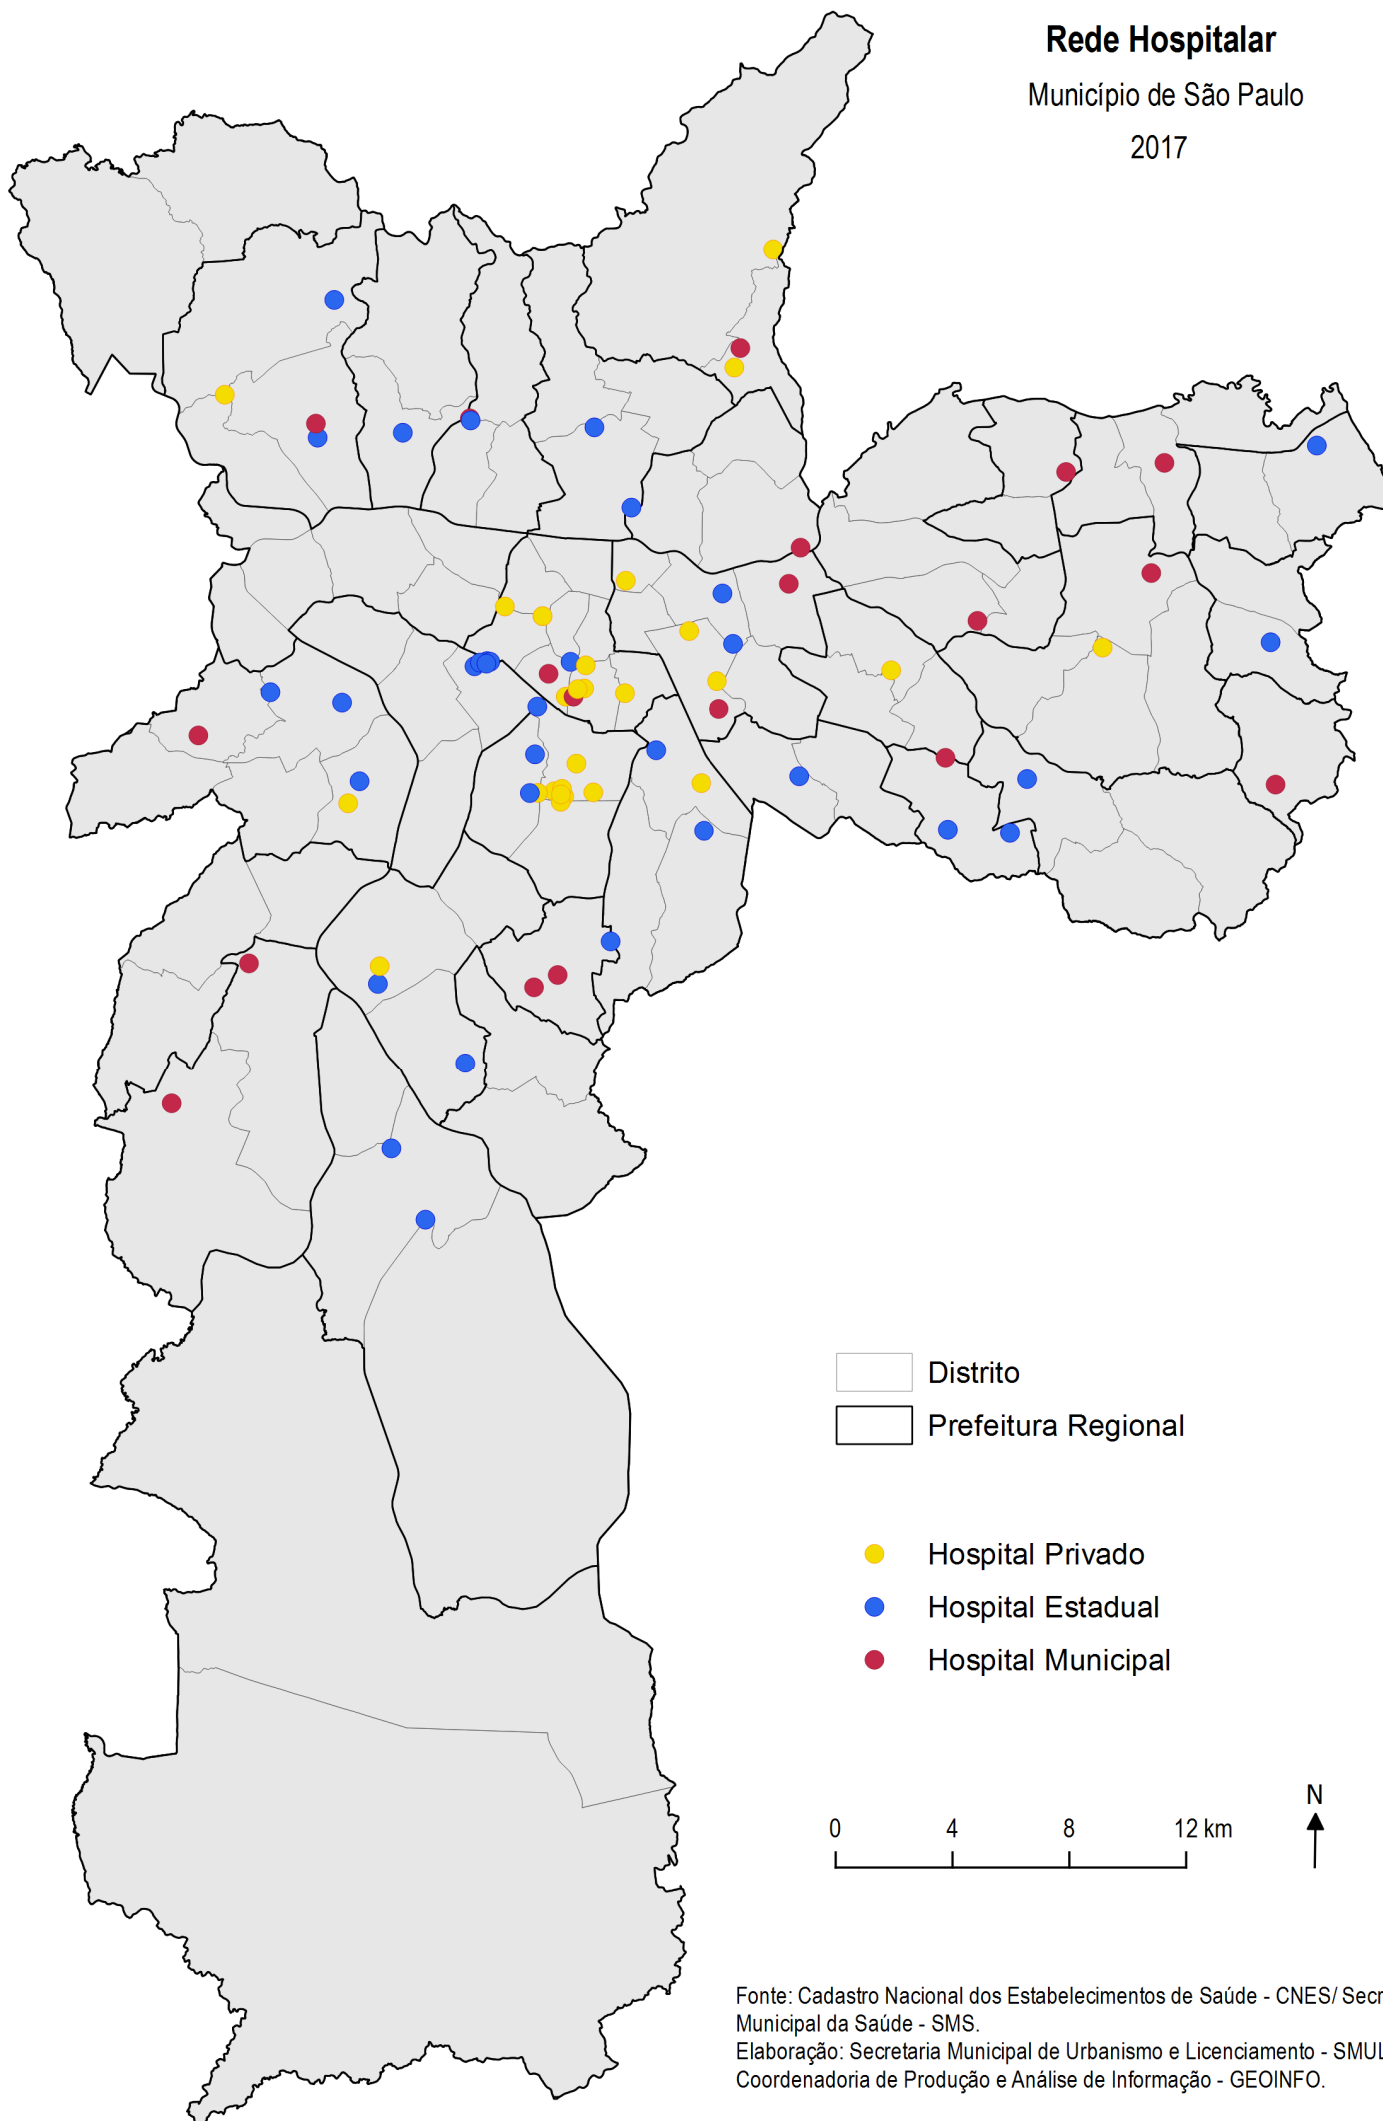 Rede Hospitalar
Município de São Paulo
2017
Distrito
Prefeitura Regional
Hospital Privado
Hospital Estadual
Hospital Municipal
N
0 4 8 12 km
Fonte: Cadastro Nacional dos Estabelecimentos de Saúde - CNES/ Secr
Municipal da Saúde - SMS.
Elaboração: Secretaria Municipal de Urbanismo e Licenciamento - SMUL
Coordenadoria de Produção e Análise de Informação - GEOINFO.